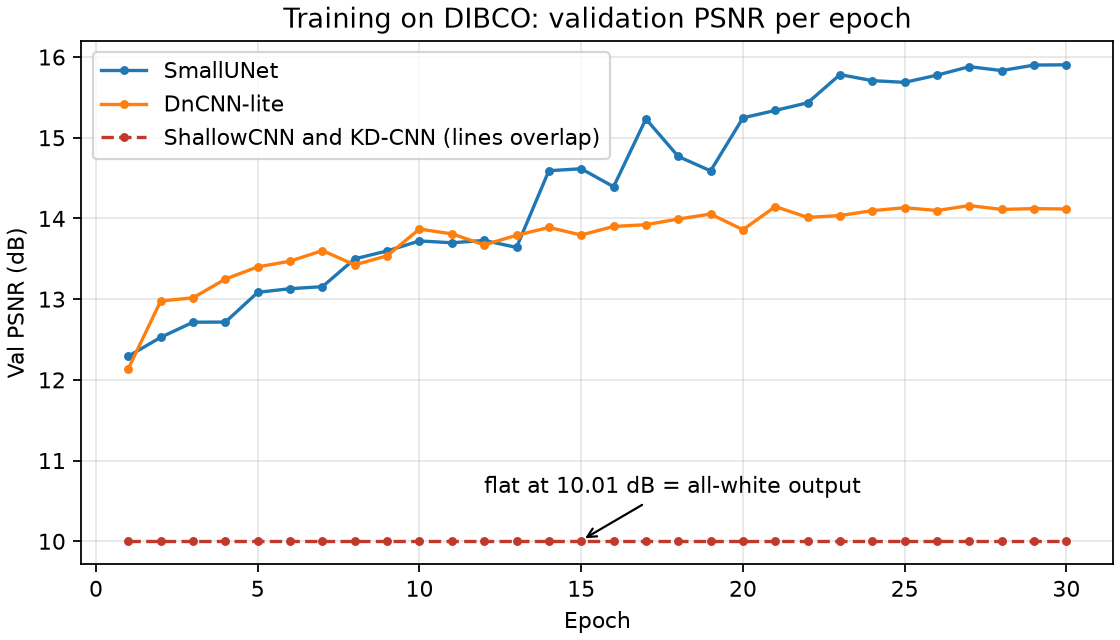 Training on DIBCO: validation PSNR per epoch
16
15
14
13
12
11
10
Val PSNR (dB)
SmallUNet
DnCNN-lite
ShallowCNN and KD-CNN (lines overlap)
flat at 10.01 dB = all-white output
0 5 10 15 20 25 30
Epoch